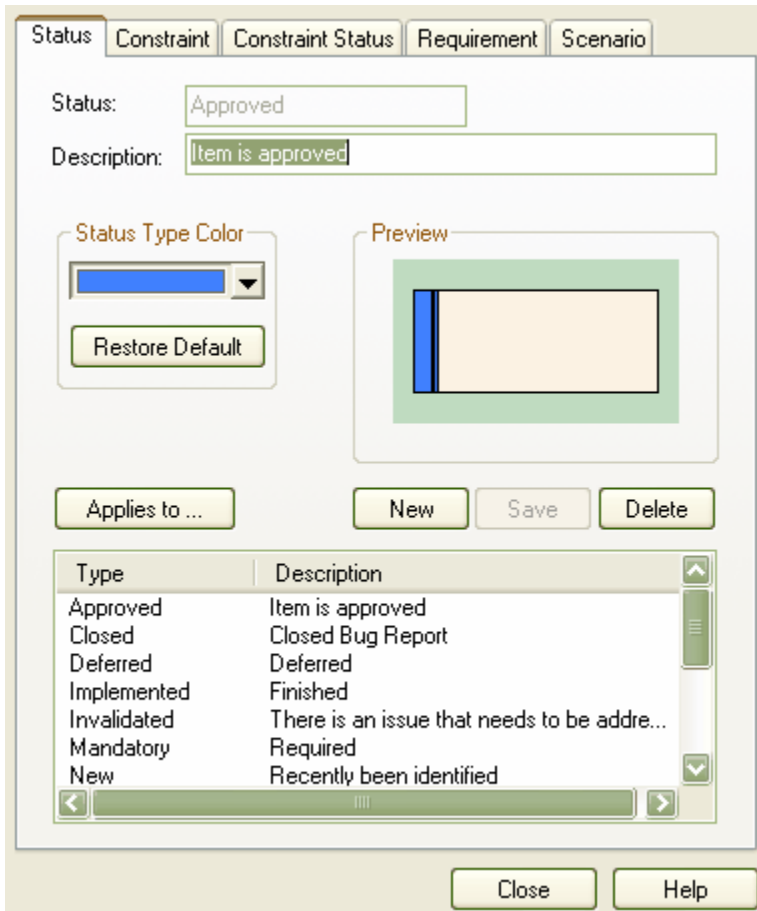 Status Constraint Constraint Status Requirement Scenario
Status: Approved
Description: Item is approved
Status Type Color Preview
Restore Default
Applies to ... New Save Delete
Type Description
Approved Item is approved
Closed Closed Bug Report
Deferred Deferred
Implemented Finished
Invalidated There is an issue that needs to be addre...
Mandatory Required
New Recently been identified
Close Help